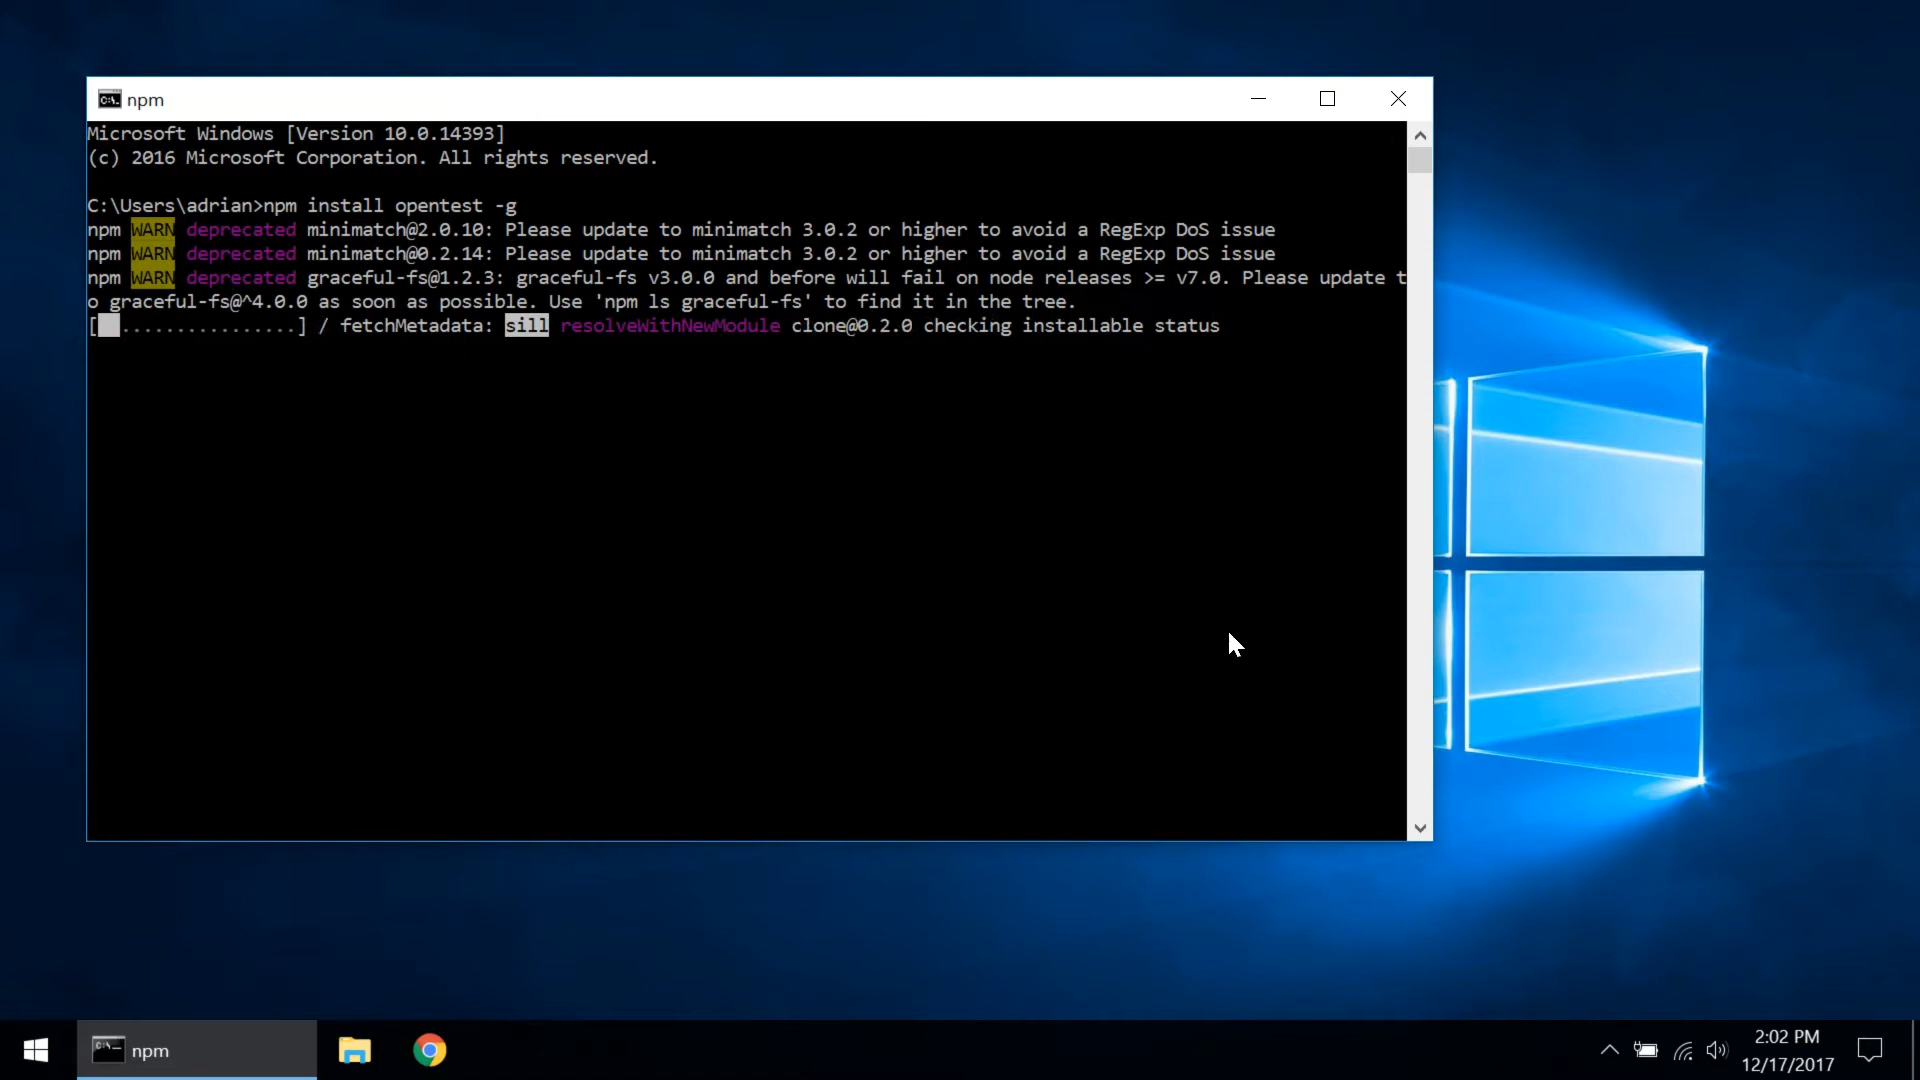 npm
Microsoft Windows [Version 10.0.14393]
(c) 2016 Microsoft Corporation. All rights reserved.
C:\Users\adrian>npm install opentest -g
npm WARN deprecated minimatch@2.0.10: Please update to minimatch 3.0.2 or higher to avoid a RegExp DoS issue
npm WARN deprecated minimatch@0.2.14: Please update to minimatch 3.0.2 or higher to avoid a RegExp DoS issue
npm WARN deprecated graceful-fs@1.2.3: graceful-fs v3.0.0 and before will fail on node releases >= v7.0. Please update t
o graceful-fs@^4.0.0 as soon as possible. Use 'npm ls graceful-fs' to find it in the tree.
[  ................] / fetchMetadata: sill resolveWithNewModule clone@0.2.0 checking installable status
npm
2:02 PM
12/17/2017